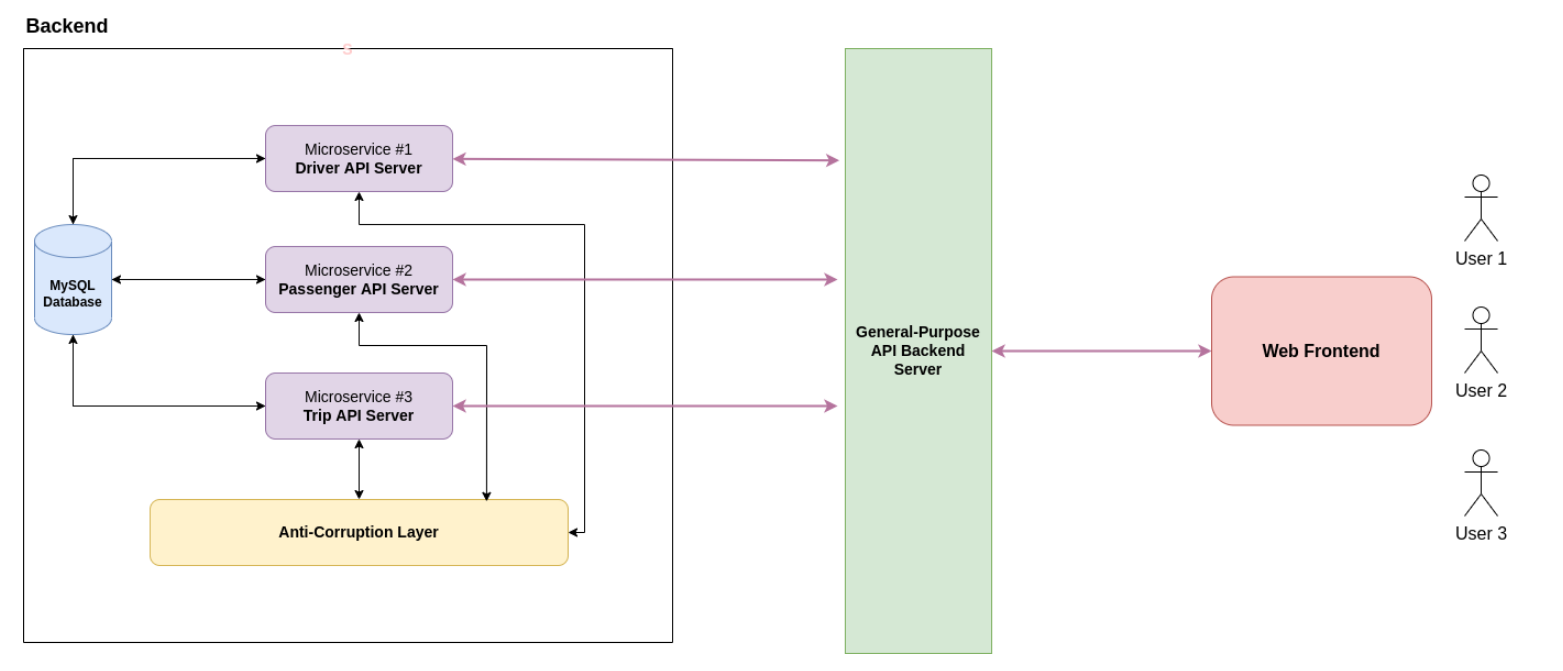 Backend
S
Microservice #1
Driver API Server
Microservice #2
Passenger API Server
MySQL
Database
Microservice #3
Trip API Server
Anti-Corruption Layer
General-Purpose
API Backend
Server
Web Frontend
User 1
User 2
User 3